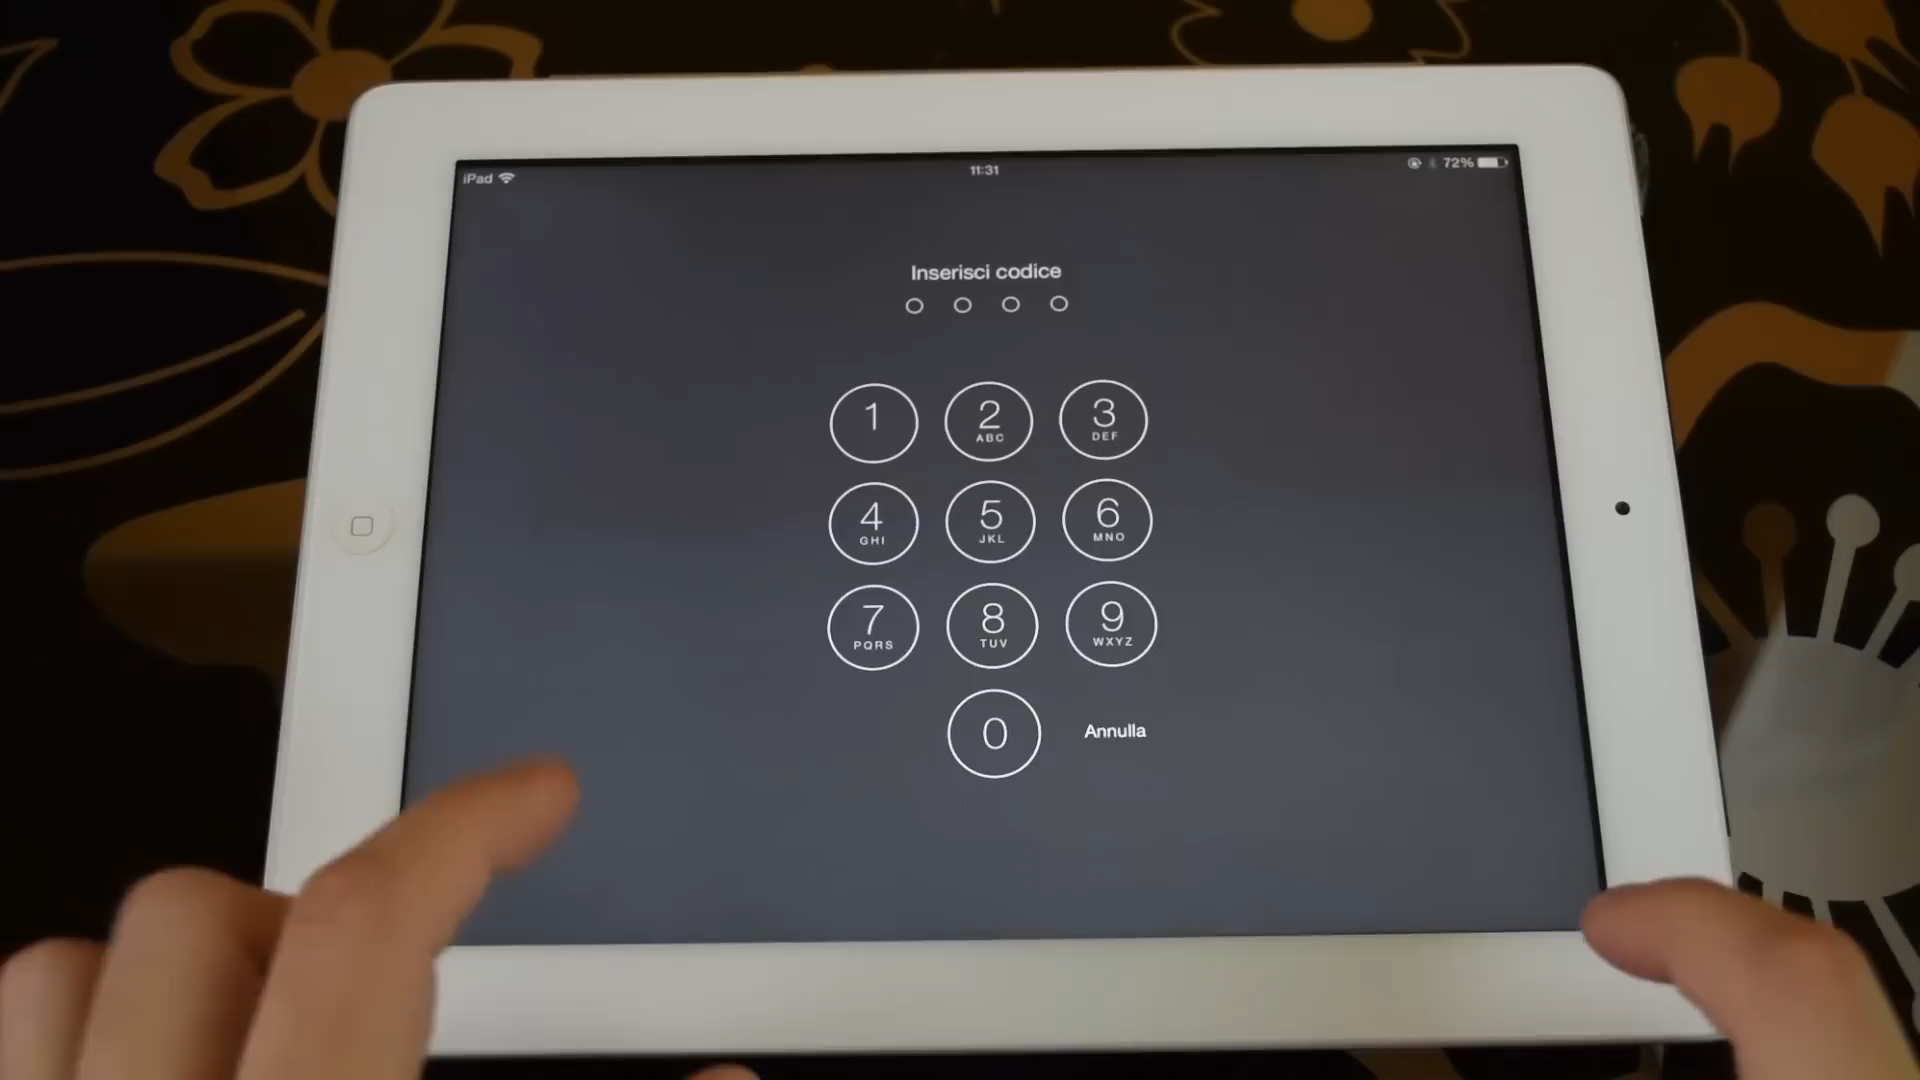 iPad 11:31 72%
Inserisci codice
1 2 3
ABC DEF
4 5 6
GHI JKL MNO
7 8 9
PQRS TUV WXYZ
0 Annulla